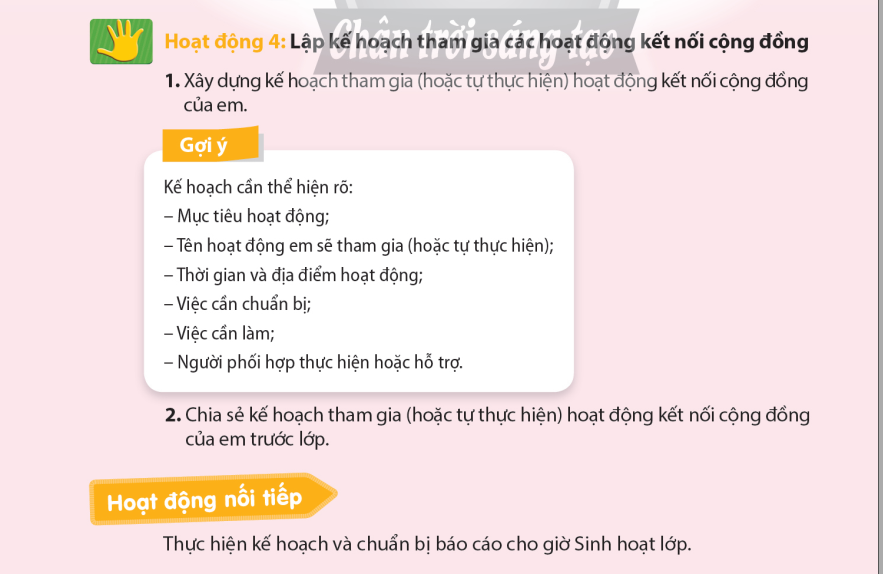 Chân trời sáng tạo
Hoạt động 4: Lập kế hoạch tham gia các hoạt động kết nối cộng đồng
1. Xây dựng kế hoạch tham gia (hoặc tự thực hiện) hoạt động kết nối cộng đồng
của em.
Gợi ý
Kế hoạch cần thể hiện rõ:
– Mục tiêu hoạt động;
– Tên hoạt động em sẽ tham gia (hoặc tự thực hiện);
– Thời gian và địa điểm hoạt động;
– Việc cần chuẩn bị;
– Việc cần làm;
– Người phối hợp thực hiện hoặc hỗ trợ.
2. Chia sẻ kế hoạch tham gia (hoặc tự thực hiện) hoạt động kết nối cộng đồng
của em trước lớp.
Hoạt động nối tiếp
Thực hiện kế hoạch và chuẩn bị báo cáo cho giờ Sinh hoạt lớp.